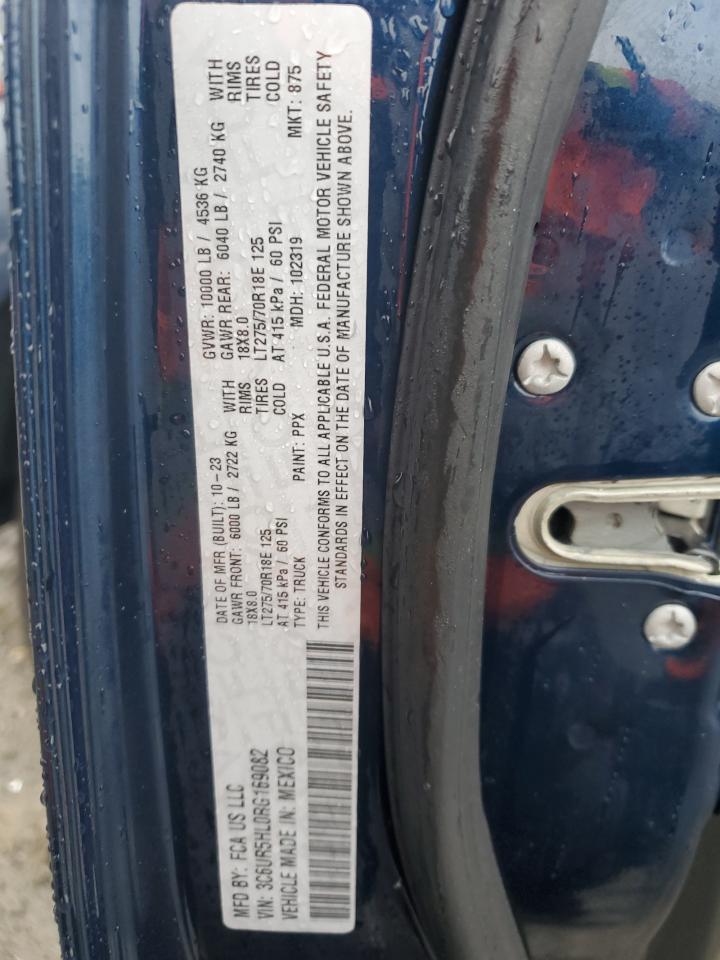 MFD BY: FCA US LLC
DATE OF MFR (BUILT): 10-23 GVWR: 10000 LB / 4536 KG
GAWR FRONT: 6000 LB / 2722 KG WITH GAWR REAR: 6040 LB / 2740 KG WITH
18X8.0 RIMS 18X8.0 RIMS
LT275/70R18E 125 TIRES LT275/70R18E 125 TIRES
AT 415 kPa / 60 PSI COLD AT 415 kPa / 60 PSI COLD
VIN: 3C6UR5HL0RG169082 TYPE: TRUCK PAINT: PPX MDH: 102319 MKT: 875
VEHICLE MADE IN: MEXICO
THIS VEHICLE CONFORMS TO ALL APPLICABLE U.S.A. FEDERAL MOTOR VEHICLE SAFETY
STANDARDS IN EFFECT ON THE DATE OF MANUFACTURE SHOWN ABOVE.